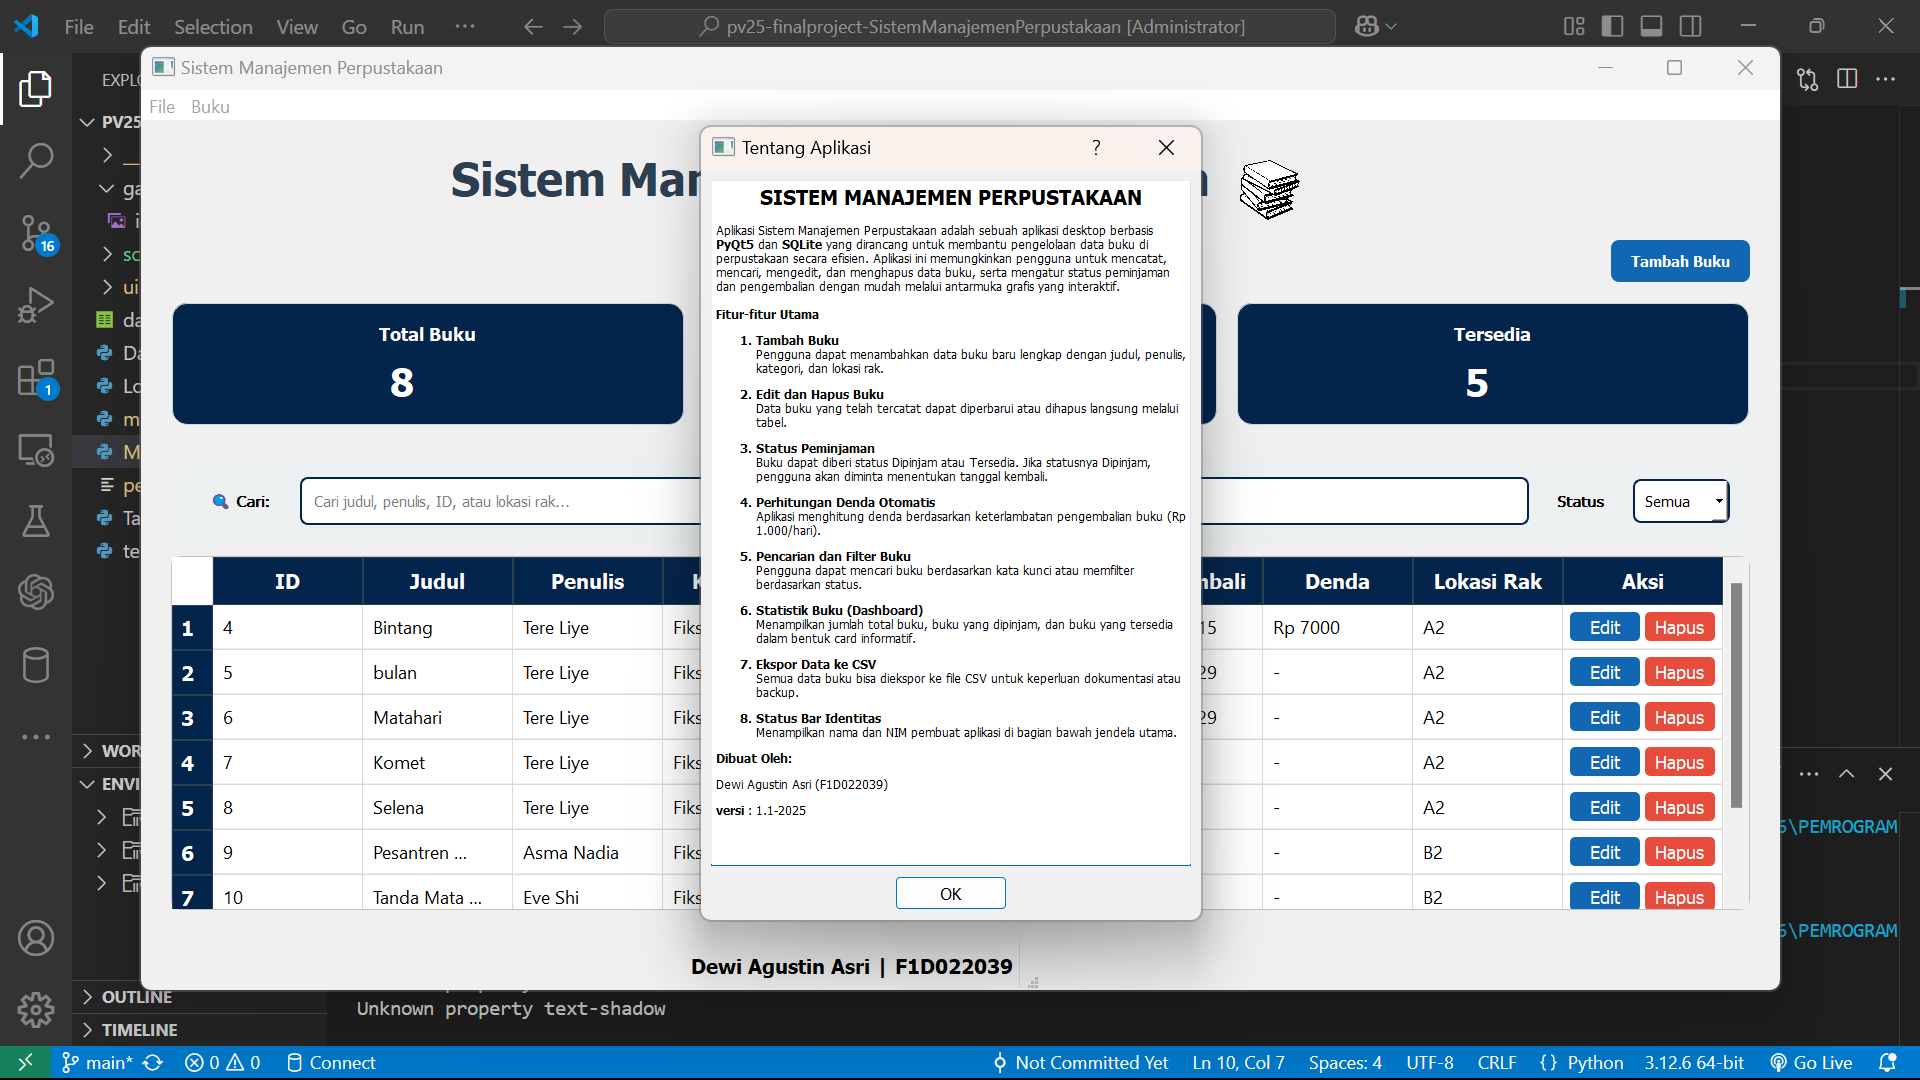 File Edit Selection View Go Run
pv25-finalproject-SistemManajemenPerpustakaan [Administrator]
Sistem Manajemen Perpustakaan
File Buku
Tentang Aplikasi
?
SISTEM MANAJEMEN PERPUSTAKAAN
Aplikasi Sistem Manajemen Perpustakaan adalah sebuah aplikasi desktop berbasis
PyQt5 dan SQLite yang dirancang untuk membantu pengelolaan data buku di
perpustakaan secara efisien. Aplikasi ini memungkinkan pengguna untuk mencatat,
mencari, mengedit, dan menghapus data buku, serta mengatur status peminjaman
dan pengembalian dengan mudah melalui antarmuka grafis yang interaktif.
Fitur-fitur Utama
1. Tambah Buku
Pengguna dapat menambahkan data buku baru lengkap dengan judul, penulis,
kategori, dan lokasi rak.
2. Edit dan Hapus Buku
Data buku yang telah tercatat dapat diperbarui atau dihapus langsung melalui
tabel.
3. Status Peminjaman
Buku dapat diberi status Dipinjam atau Tersedia. Jika statusnya Dipinjam,
pengguna akan diminta menentukan tanggal kembali.
4. Perhitungan Denda Otomatis
Aplikasi menghitung denda berdasarkan keterlambatan pengembalian buku (Rp
1.000/hari).
5. Pencarian dan Filter Buku
Pengguna dapat mencari buku berdasarkan kata kunci atau memfilter
berdasarkan status.
6. Statistik Buku (Dashboard)
Menampilkan jumlah total buku, buku yang dipinjam, dan buku yang tersedia
dalam bentuk card informatif.
7. Ekspor Data ke CSV
Semua data buku bisa diekspor ke file CSV untuk keperluan dokumentasi atau
backup.
8. Status Bar Identitas
Menampilkan nama dan NIM pembuat aplikasi di bagian bawah jendela utama.
Dibuat Oleh:
Dewi Agustin Asri (F1D022039)
versi : 1.1-2025
OK
Sistem Mar
Tambah Buku
Total Buku
8
Tersedia
5
Cari:
Cari judul, penulis, ID, atau lokasi rak...
Status
Semua
ID Judul Penulis K mbali Denda Lokasi Rak Aksi
1 4 Bintang Tere Liye Fiks 15 Rp 7000 A2 Edit Hapus
2 5 bulan Tere Liye Fiks 29 - A2 Edit Hapus
3 6 Matahari Tere Liye Fiks 29 - A2 Edit Hapus
4 7 Komet Tere Liye Fiks - A2 Edit Hapus
5 8 Selena Tere Liye Fiks - A2 Edit Hapus
6 9 Pesantren ... Asma Nadia Fiks - B2 Edit Hapus
7 10 Tanda Mata ... Eve Shi Fiks - B2 Edit Hapus
Dewi Agustin Asri | F1D022039
EXPL
PV25
ga
sc
ui
da
Da
Lo
m
M
pe
Ta
te
WOR
ENVI
OUTLINE
TIMELINE
16
1
\PEMROGRAM
\PEMROGRAM
Unknown property text-shadow
main* 0 0 Connect Not Committed Yet Ln 10, Col 7 Spaces: 4 UTF-8 CRLF {} Python 3.12.6 64-bit Go Live